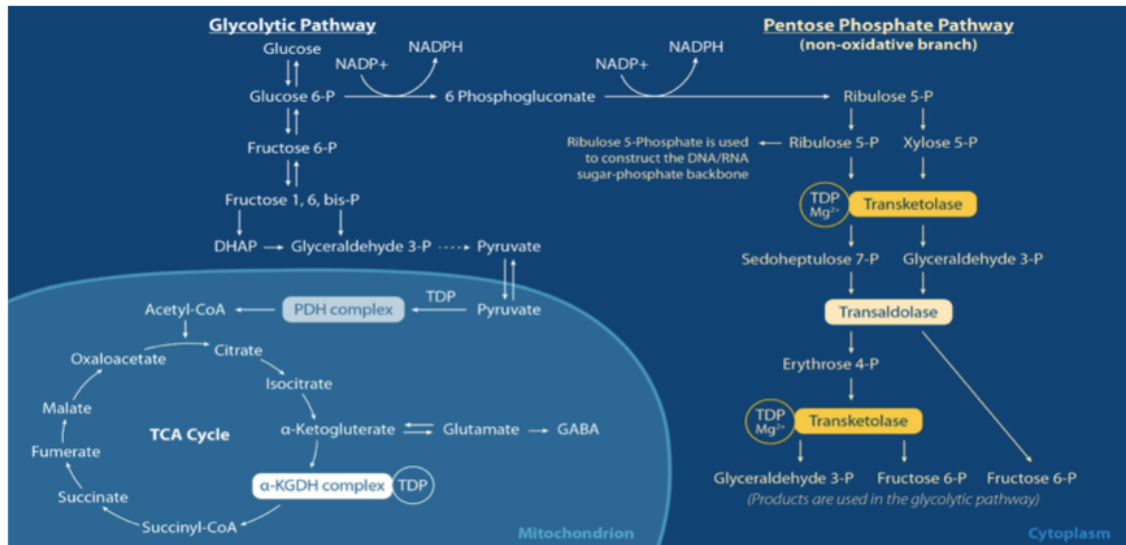 Glycolytic Pathway
Glucose
NADP+
NADPH
Glucose 6-P
6 Phosphogluconate
NADP+
NADPH
Fructose 6-P
Fructose 1, 6, bis-P
DHAP
Glyceraldehyde 3-P
Pyruvate
Pentose Phosphate Pathway
(non-oxidative branch)
Ribulose 5-P
Ribulose 5-Phosphate is used
to construct the DNA/RNA
sugar-phosphate backbone
Ribulose 5-P
Xylose 5-P
TDP
Mg2+
Transketolase
Sedoheptulose 7-P
Glyceraldehyde 3-P
Transaldolase
Erythrose 4-P
TDP
Mg2+
Transketolase
Glyceraldehyde 3-P
Fructose 6-P
Fructose 6-P
(Products are used in the glycolytic pathway)
Cytoplasm
Acetyl-CoA
PDH complex
TDP
Pyruvate
Oxaloacetate
Citrate
Isocitrate
Malate
TCA Cycle
α-Ketogluterate
Glutamate
GABA
Fumerate
α-KGDH complex
TDP
Succinate
Succinyl-CoA
Mitochondrion